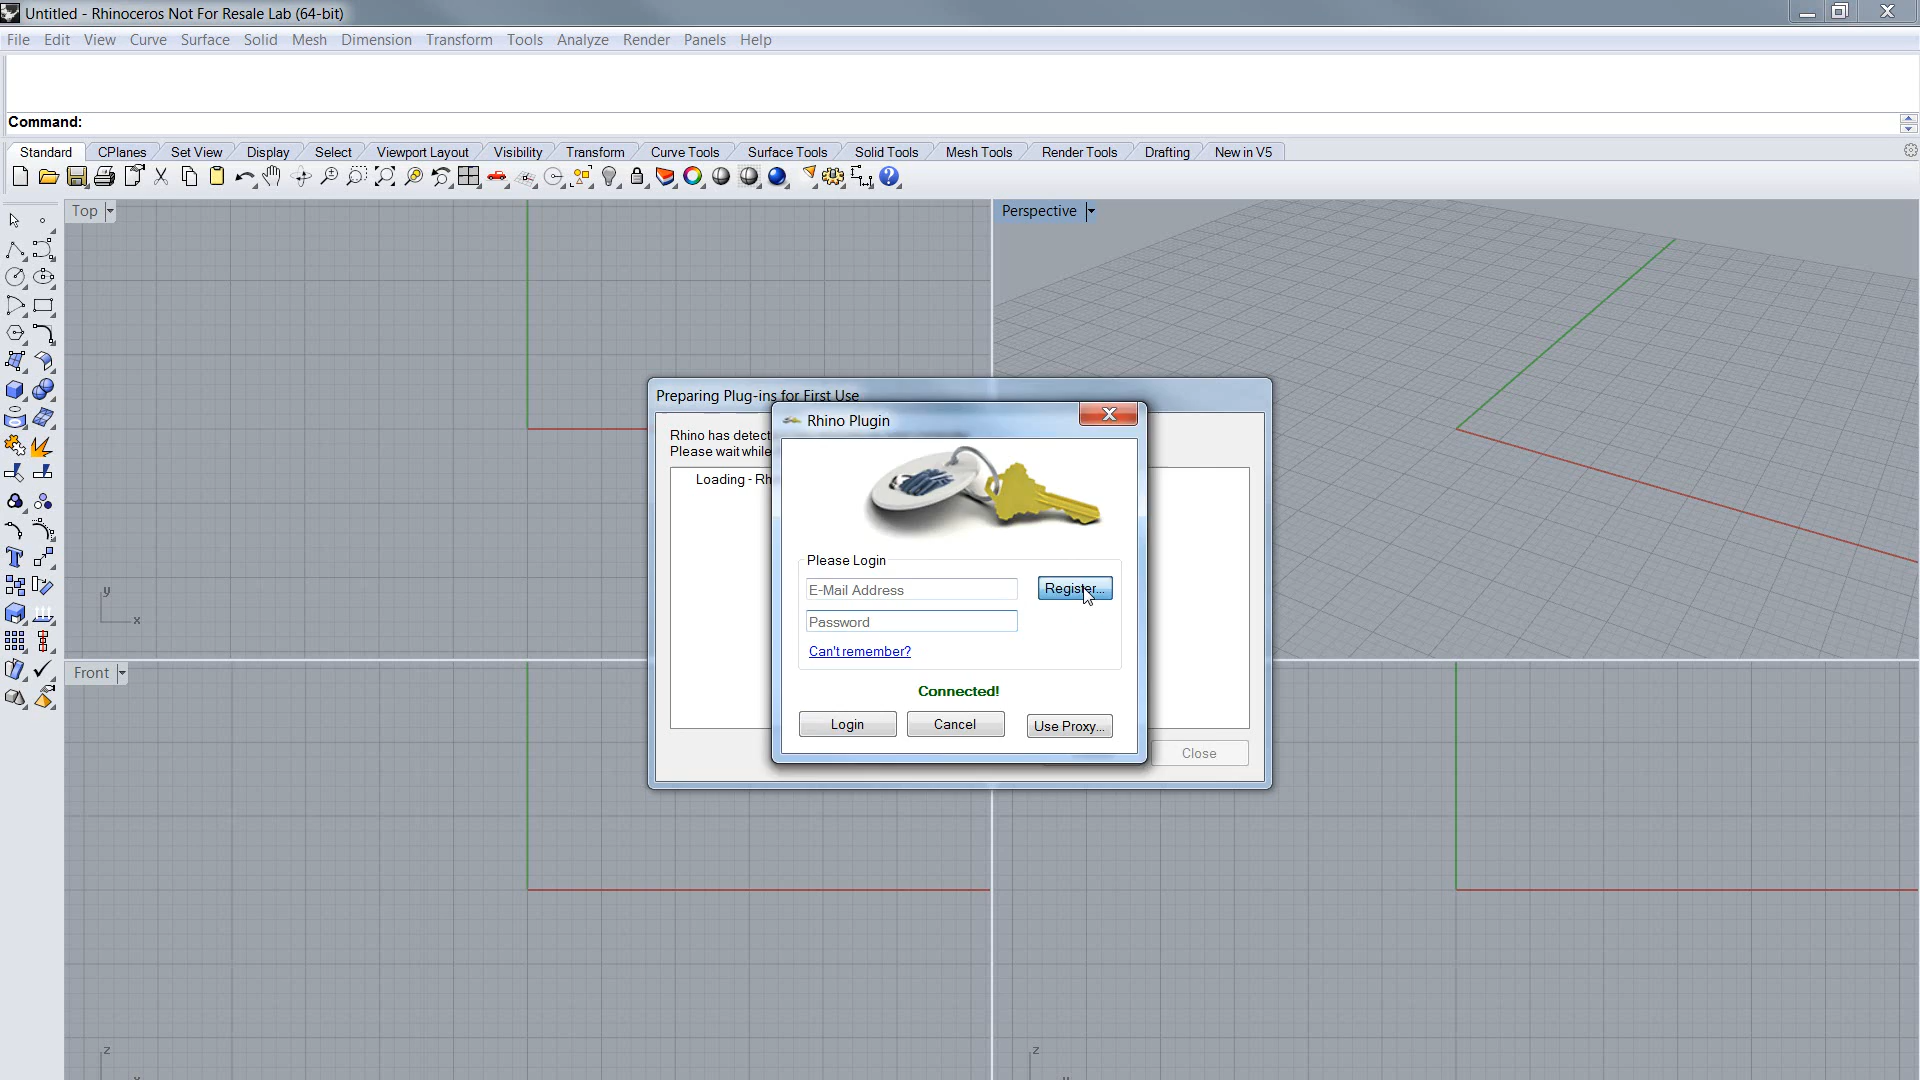 Untitled - Rhinoceros Not For Resale Lab (64-bit)
File Edit View Curve Surface Solid Mesh Dimension Transform Tools Analyze Render Panels Help
Command:
Standard CPlanes Set View Display Select Viewport Layout Visibility Transform Curve Tools Surface Tools Solid Tools Mesh Tools Render Tools Drafting New in V5
Top
Perspective
Preparing Plug-ins for First Use
Rhino Plugin
Rhino has detect
Please wait while
Loading - Rh
Please Login
E-Mail Address
Register...
Password
Can't remember?
Connected!
Login Cancel Use Proxy...
Close
y
x
Front
z
z